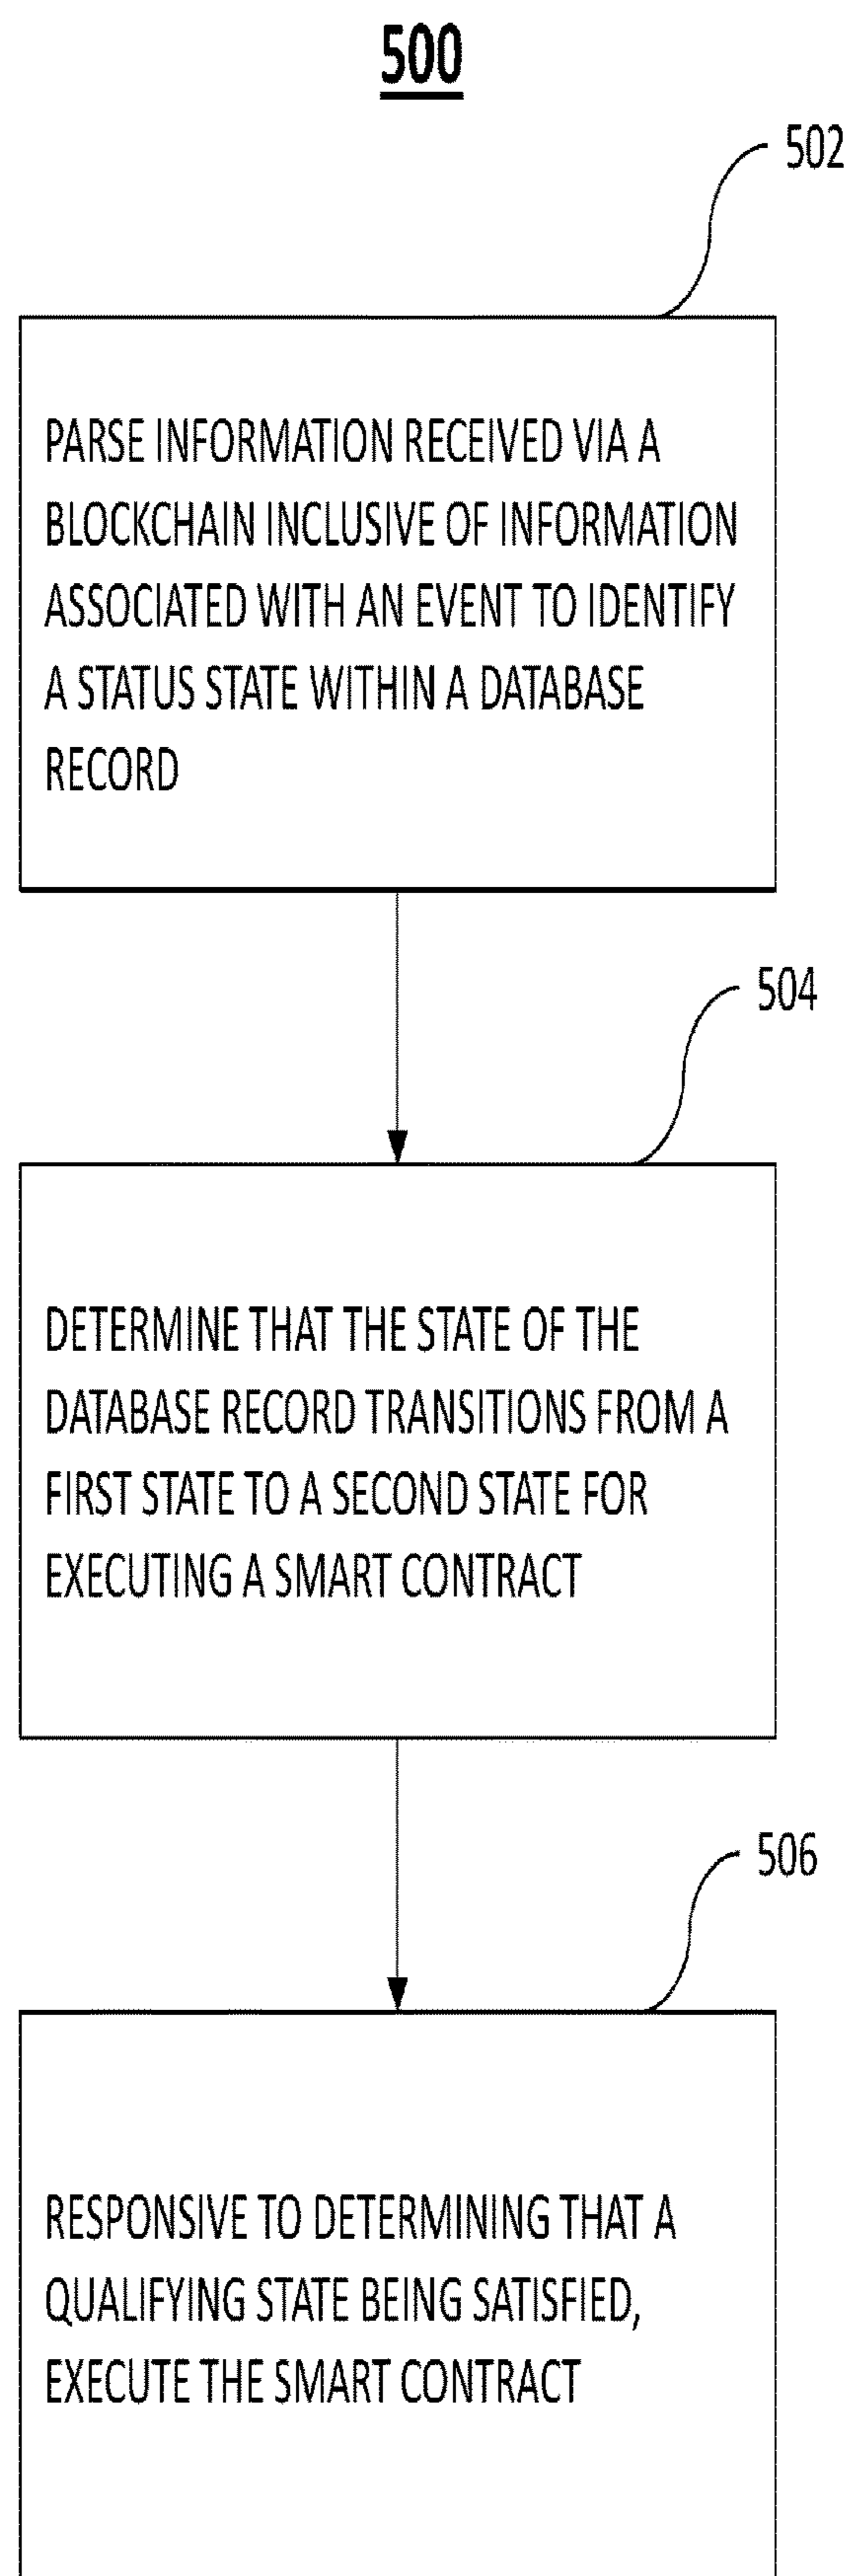 500
502
PARSE INFORMATION RECEIVED VIA A
BLOCKCHAIN INCLUSIVE OF INFORMATION
ASSOCIATED WITH AN EVENT TO IDENTIFY
A STATUS STATE WITHIN A DATABASE
RECORD
504
DETERMINE THAT THE STATE OF THE
DATABASE RECORD TRANSITIONS FROM A
FIRST STATE TO A SECOND STATE FOR
EXECUTING A SMART CONTRACT
506
RESPONSIVE TO DETERMINING THAT A
QUALIFYING STATE BEING SATISFIED,
EXECUTE THE SMART CONTRACT